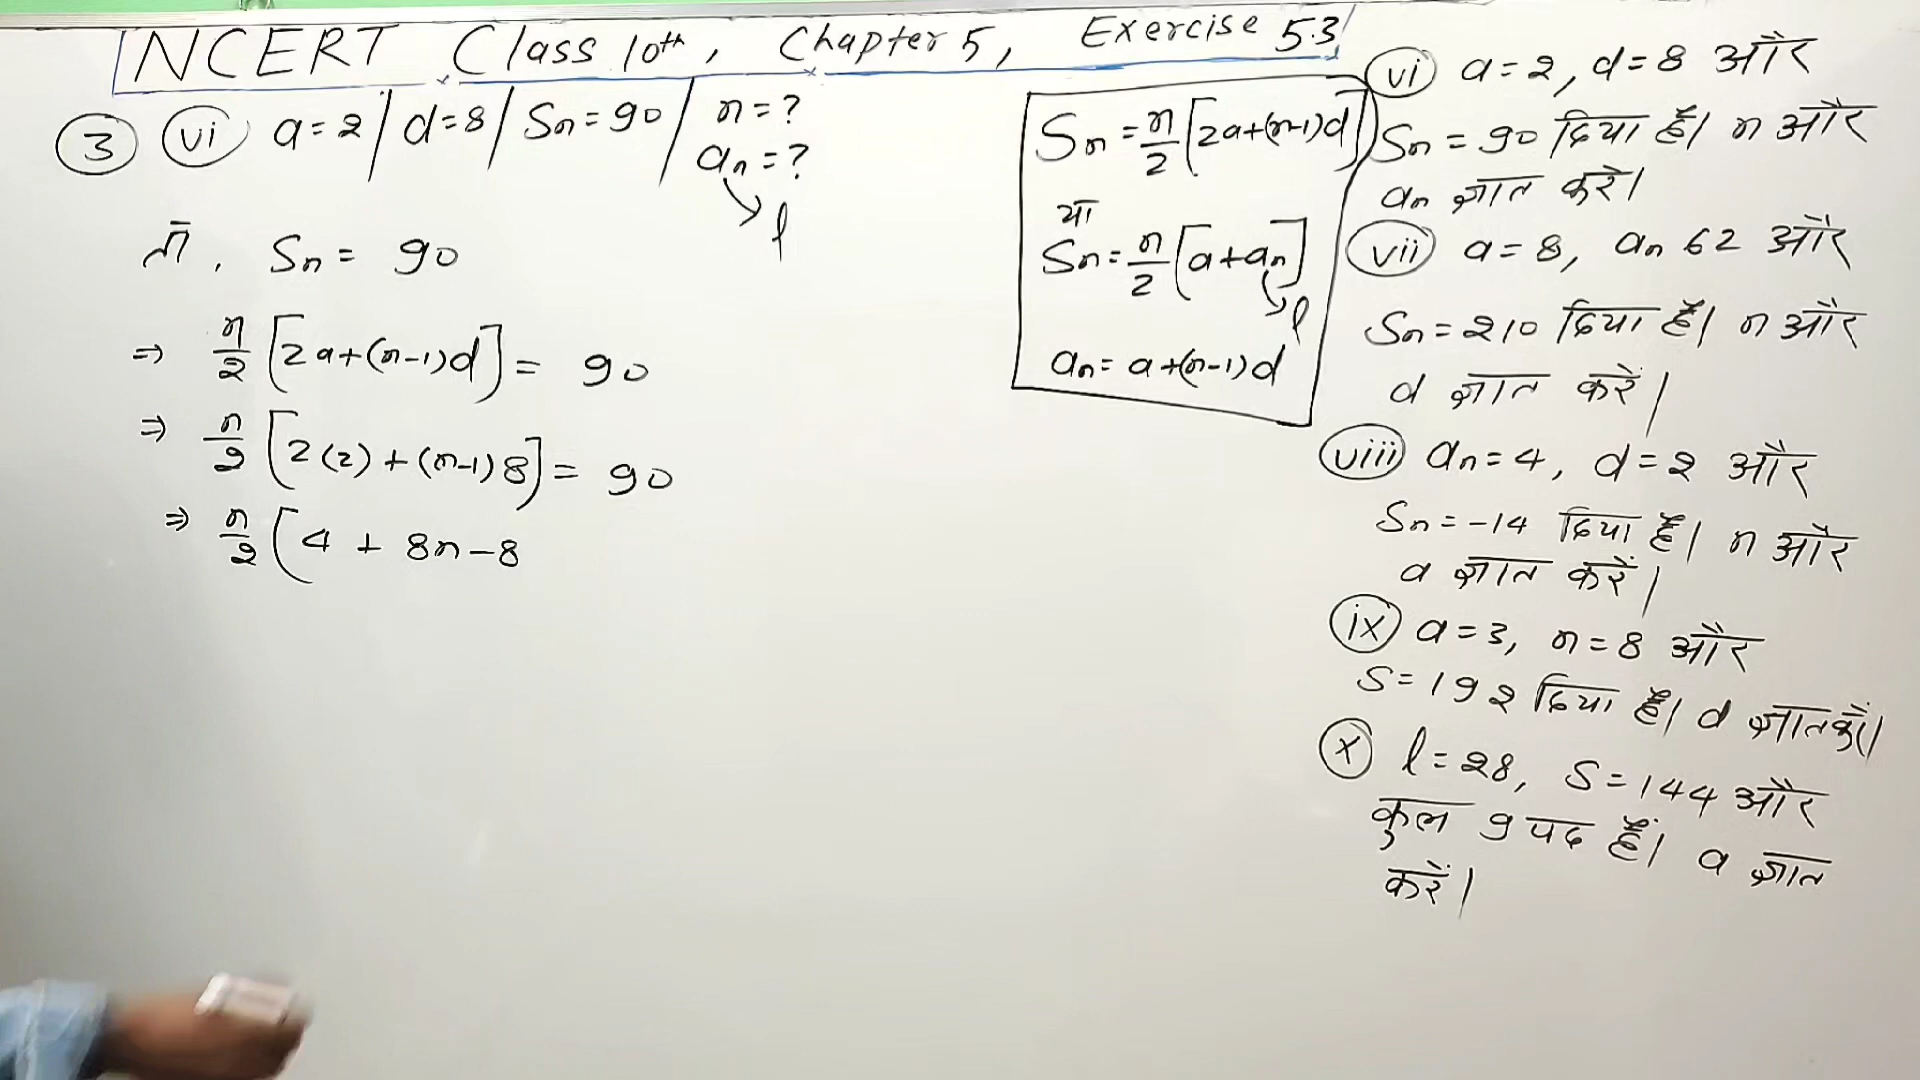 NCERT Class 10th, Chapter 5, Exercise 5.3
3 vi a=2 | d=8 | Sn=90 | n=?
an=?
l
Sn = 90
⇒ n/2 [2a+(n-1)d] = 90
⇒ n/2 [2(2)+(n-1)8] = 90
⇒ n/2 [4 + 8n-8
Sn = n/2 [2a+(n-1)d]
या
Sn = n/2 [a+an]
l
an = a+(n-1)d
vi a=2, d=8 और
Sn = 90 दिया है। n और
an ज्ञात करें।
vii a=8, an 62 और
Sn = 210 दिया है। n और
d ज्ञात करें।
viii an=4, d=2 और
Sn = -14 दिया है। n और
a ज्ञात करें।
ix a=3, n=8 और
S=192 दिया है। d ज्ञात करें।
x l=28, S=144 और
कुल 9 पद हैं। a ज्ञात
करें।